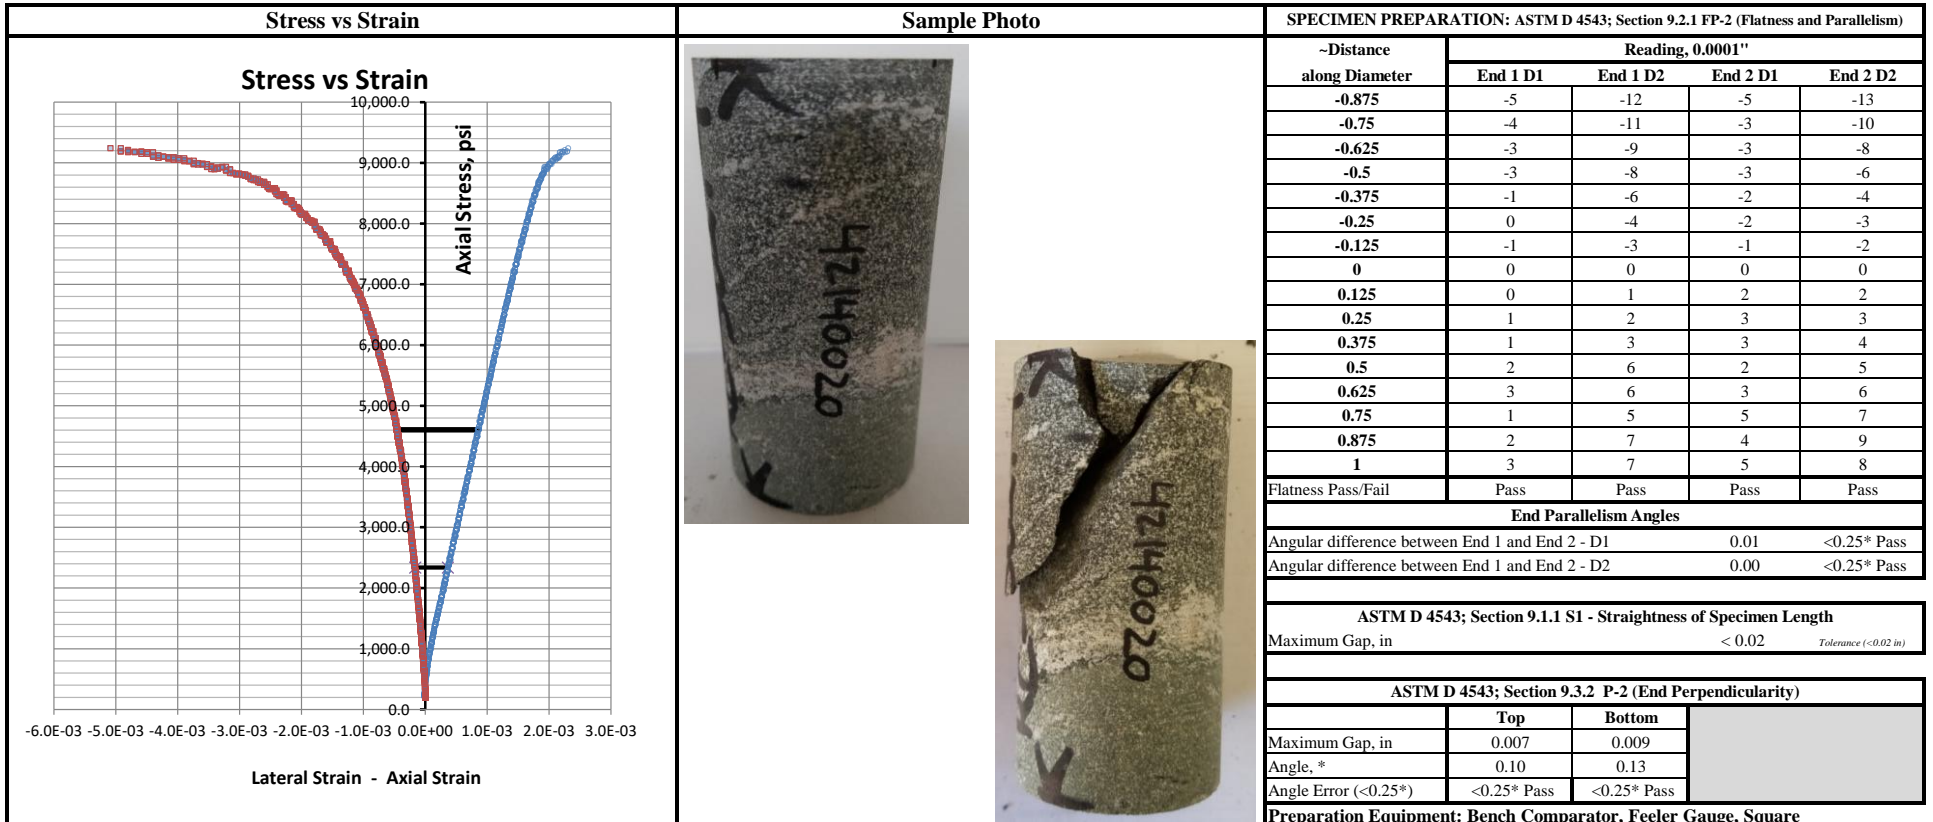 Stress vs Strain
Sample Photo
Stress vs Strain
10,000.0
9,000.0
8,000.0
7,000.0
6,000.0
5,000.0
4,000.0
3,000.0
2,000.0
1,000.0
0.0
Axial Stress, psi
-6.0E-03 -5.0E-03 -4.0E-03 -3.0E-03 -2.0E-03 -1.0E-03 0.0E+00 1.0E-03 2.0E-03 3.0E-03
Lateral Strain - Axial Strain
K
42140020
K
K
42140020
K
SPECIMEN PREPARATION: ASTM D 4543; Section 9.2.1 FP-2 (Flatness and Parallelism)
~Distance Reading, 0.0001"
along Diameter End 1 D1 End 1 D2 End 2 D1 End 2 D2
-0.875 -5 -12 -5 -13
-0.75 -4 -11 -3 -10
-0.625 -3 -9 -3 -8
-0.5 -3 -8 -3 -6
-0.375 -1 -6 -2 -4
-0.25 0 -4 -2 -3
-0.125 -1 -3 -1 -2
0 0 0 0 0
0.125 0 1 2 2
0.25 1 2 3 3
0.375 1 3 3 4
0.5 2 6 2 5
0.625 3 6 3 6
0.75 1 5 5 7
0.875 2 7 4 9
1 3 7 5 8
Flatness Pass/Fail Pass Pass Pass Pass
End Parallelism Angles
Angular difference between End 1 and End 2 - D1 0.01 <0.25* Pass
Angular difference between End 1 and End 2 - D2 0.00 <0.25* Pass
ASTM D 4543; Section 9.1.1 S1 - Straightness of Specimen Length
Maximum Gap, in < 0.02 Tolerance (<0.02 in)
ASTM D 4543; Section 9.3.2 P-2 (End Perpendicularity)
Top Bottom
Maximum Gap, in 0.007 0.009
Angle, * 0.10 0.13
Angle Error (<0.25*) <0.25* Pass <0.25* Pass
Preparation Equipment: Bench Comparator, Feeler Gauge, Square